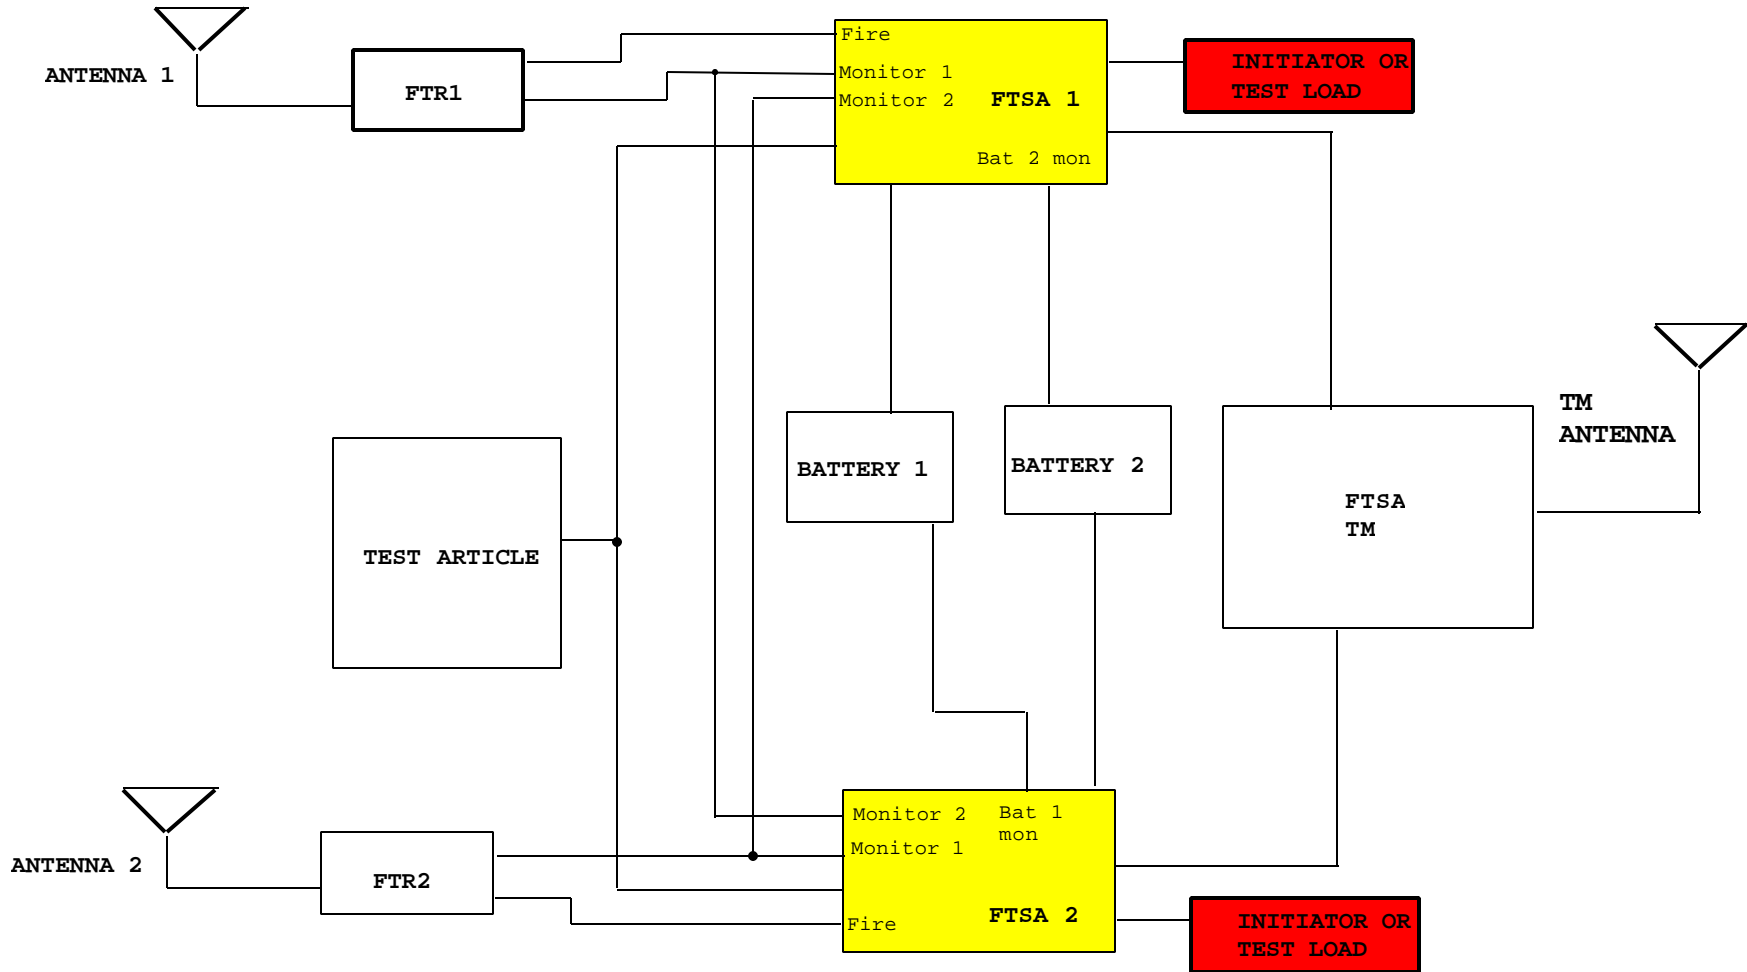 Fire
ANTENNA 1
FTR1
Monitor 1
Monitor 2
FTSA 1
Bat 2 mon
INITIATOR OR
TEST LOAD
TM
ANTENNA
BATTERY 1
BATTERY 2
FTSA
TM
TEST ARTICLE
Monitor 2
Bat 1
mon
Monitor 1
ANTENNA 2
FTR2
FTSA 2
Fire
INITIATOR OR
TEST LOAD